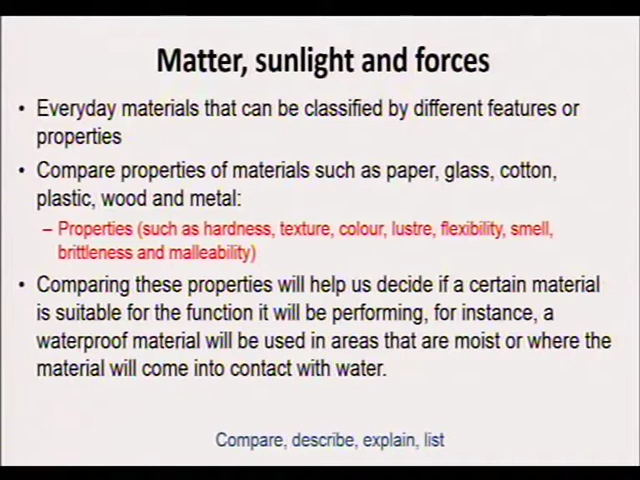 Matter, sunlight and forces
• Everyday materials that can be classified by different features or
properties
• Compare properties of materials such as paper, glass, cotton,
plastic, wood and metal:
– Properties (such as hardness, texture, colour, lustre, flexibility, smell,
brittleness and malleability)
• Comparing these properties will help us decide if a certain material
is suitable for the function it will be performing, for instance, a
waterproof material will be used in areas that are moist or where the
material will come into contact with water.
Compare, describe, explain, list